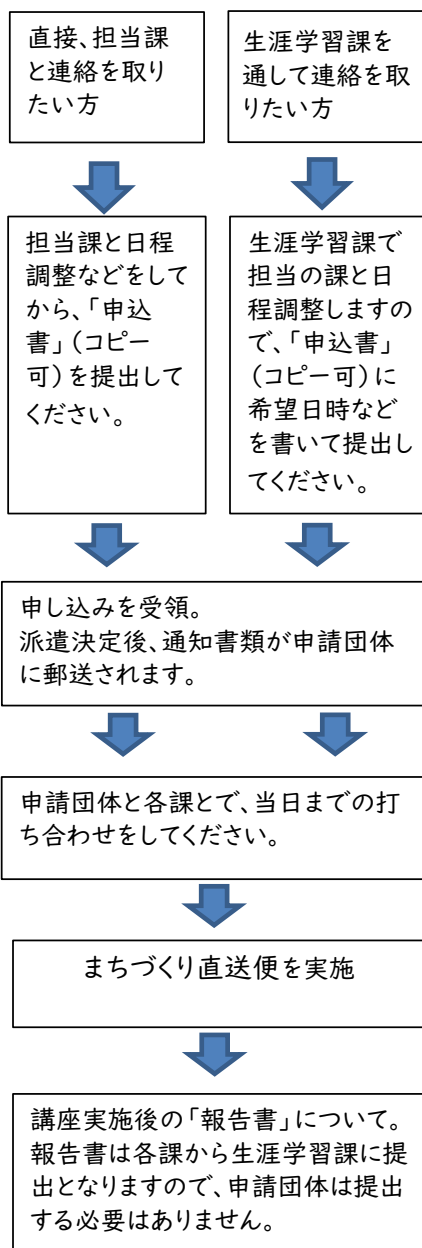 直接、担当課
と連絡を取り
たい方
生涯学習課を
通して連絡を取
りたい方
担当課と日程
調整などをして
から、「申込
書」（コピー
可）を提出して
ください。
生涯学習課で
担当の課と日
程調整しますの
で、「申込書」
（コピー可）に
希望日時など
を書いて提出し
てください。
申し込みを受領。
派遣決定後、通知書類が申請団体
に郵送されます。
申請団体と各課とで、当日までの打
ち合わせをしてください。
まちづくり直送便を実施
講座実施後の「報告書」について。
報告書は各課から生涯学習課に提
出となりますので、申請団体は提出
する必要はありません。